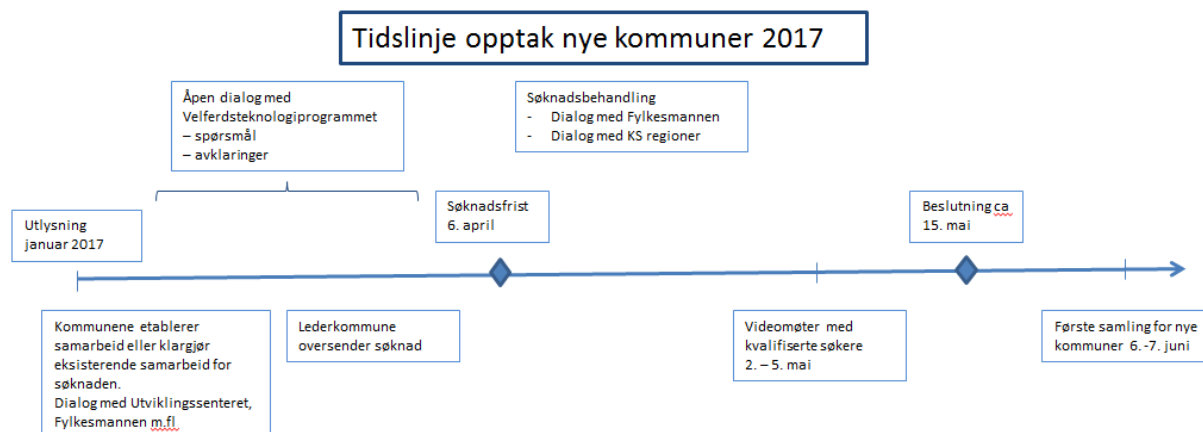 Tidslinje opptak nye kommuner 2017
Åpen dialog med
Velferdsteknologiprogrammet
– spørsmål
– avklaringer
Søknadsbehandling
- Dialog med Fylkesmannen
- Dialog med KS regioner
Utlysning
januar 2017
Søknadsfrist
6. april
Beslutning ca
15. mai
Kommunene etablerer
samarbeid eller klargjør
eksisterende samarbeid for
søknaden.
Dialog med Utviklingssenteret,
Fylkesmannen m.fl
Lederkommune
oversender søknad
Videomøter med
kvalifiserte søkere
2. – 5. mai
Første samling for nye
kommuner 6. -7. juni